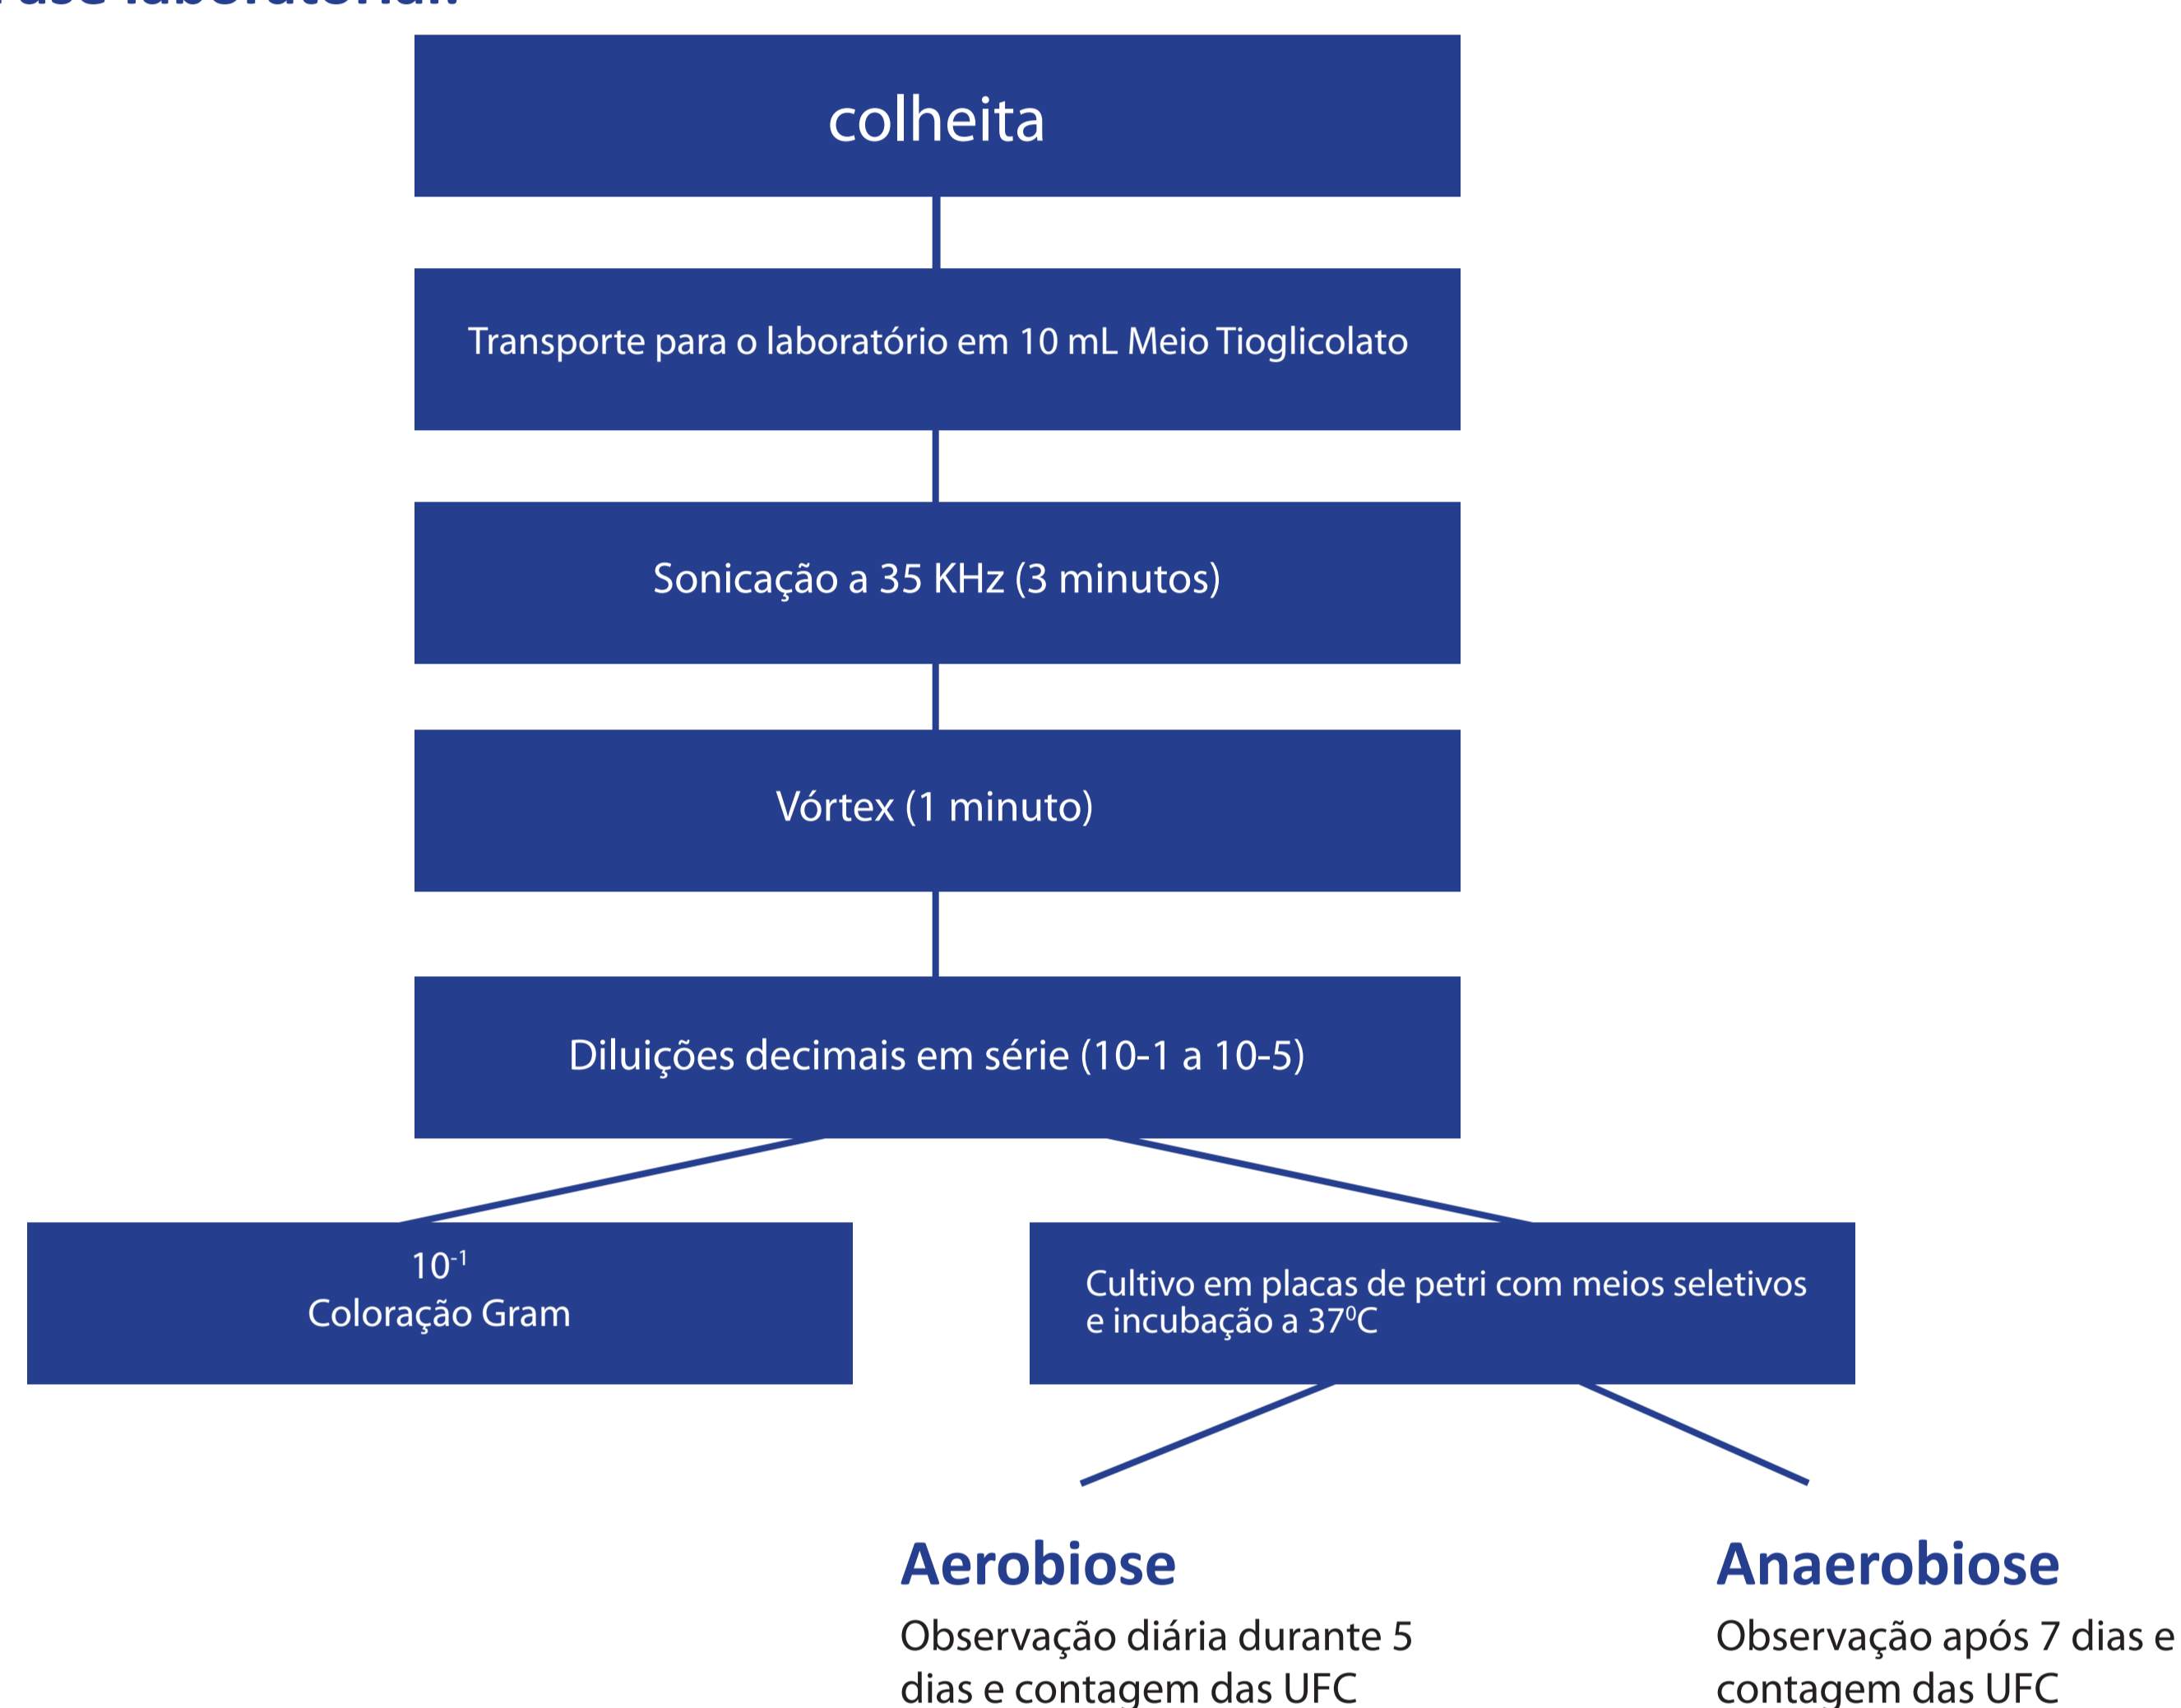 colheita
Transporte para o laboratório em 10 mL Meio Tioglicolato
Sonicação a 35 KHz (3 minutos)
Vórtex (1 minuto)
Diluições decimais em série (10-1 a 10-5)
10⁻¹
Coloração Gram
Cultivo em placas de petri com meios seletivos
e incubação a 37⁰C
Aerobiose
Observação diária durante 5
dias e contagem das UFC
Anaerobiose
Observação após 7 dias e
contagem das UFC